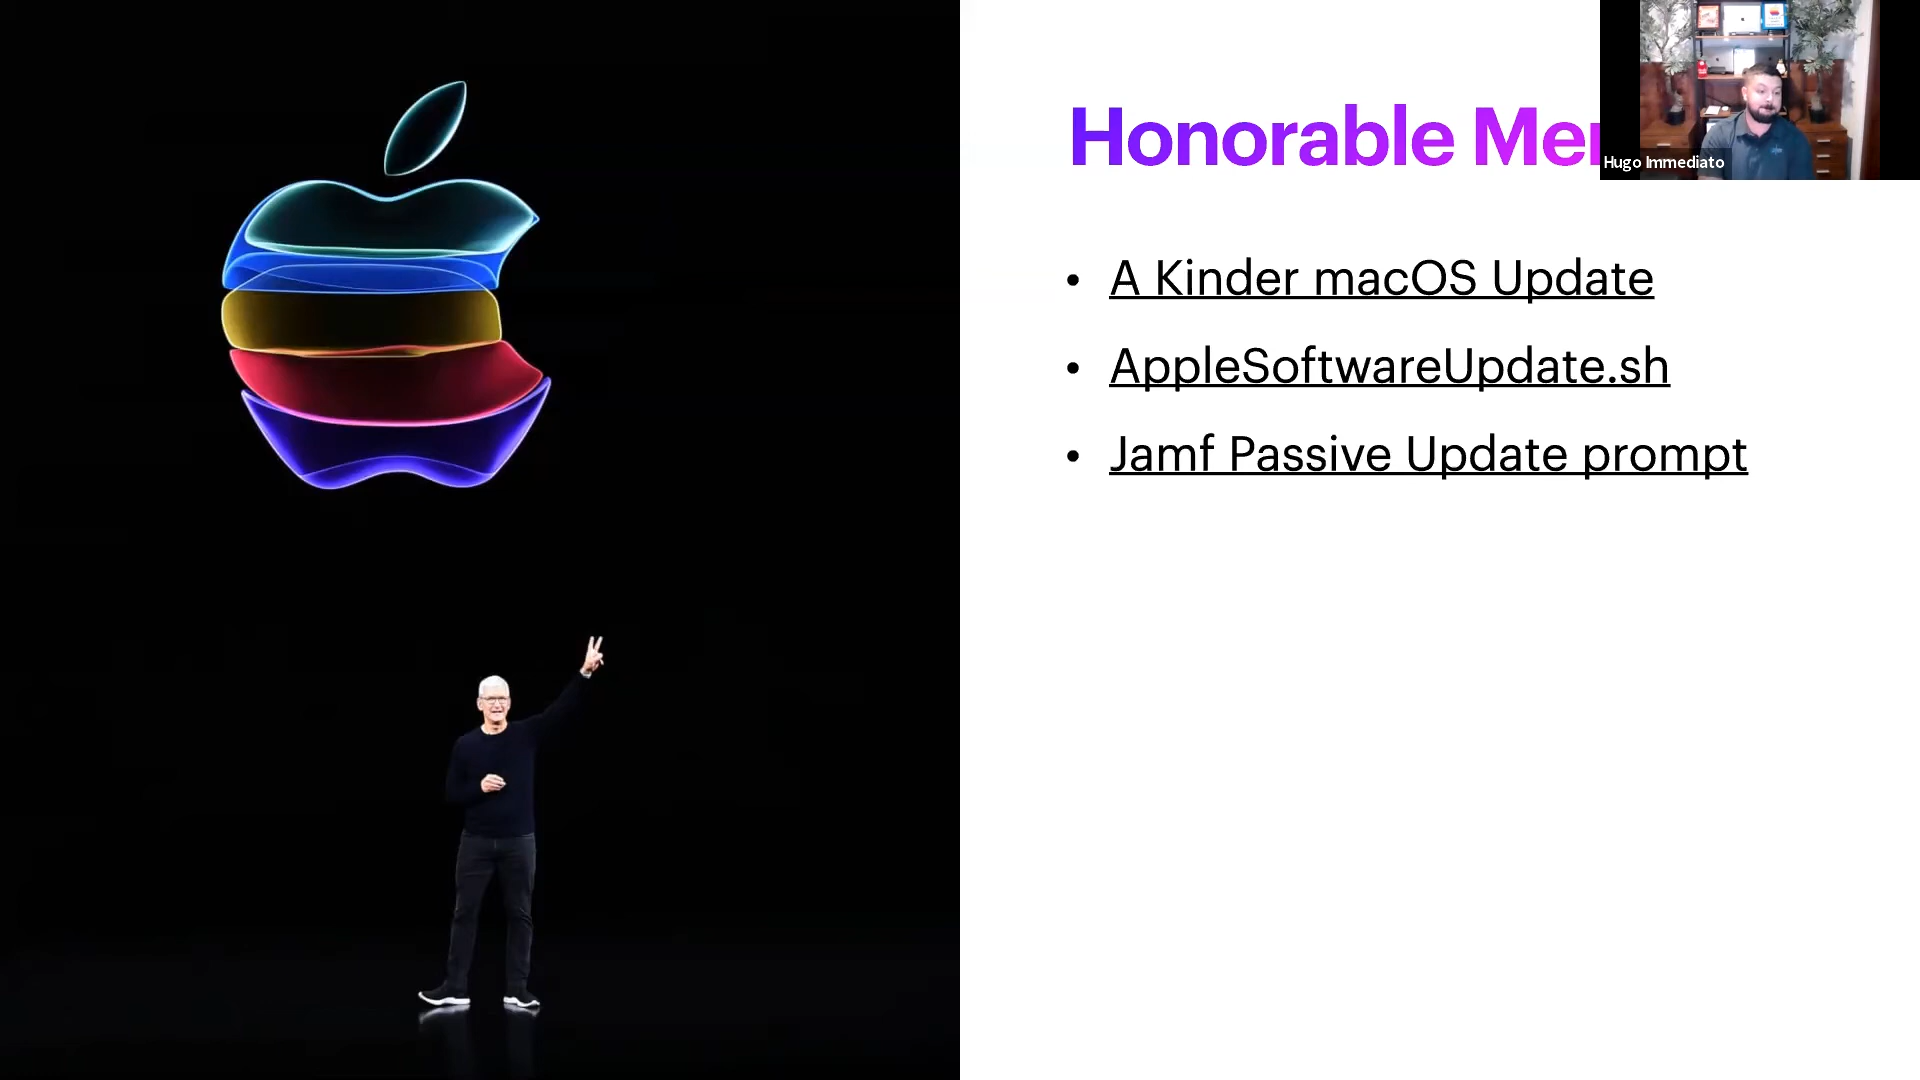 Honorable Me
Hugo Immediato
• A Kinder macOS Update
• AppleSoftwareUpdate.sh
• Jamf Passive Update prompt